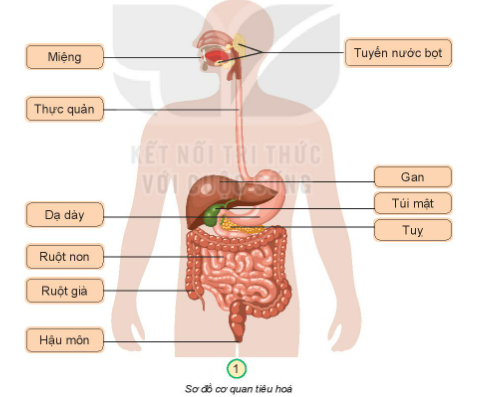 Miệng
Tuyến nước bọt
Thực quản
KẾT NỐI TRI THỨC
VỚI CUỘC SỐNG
Gan
Túi mật
Dạ dày
Tuỵ
Ruột non
Ruột già
Hậu môn
1
Sơ đồ cơ quan tiêu hoá